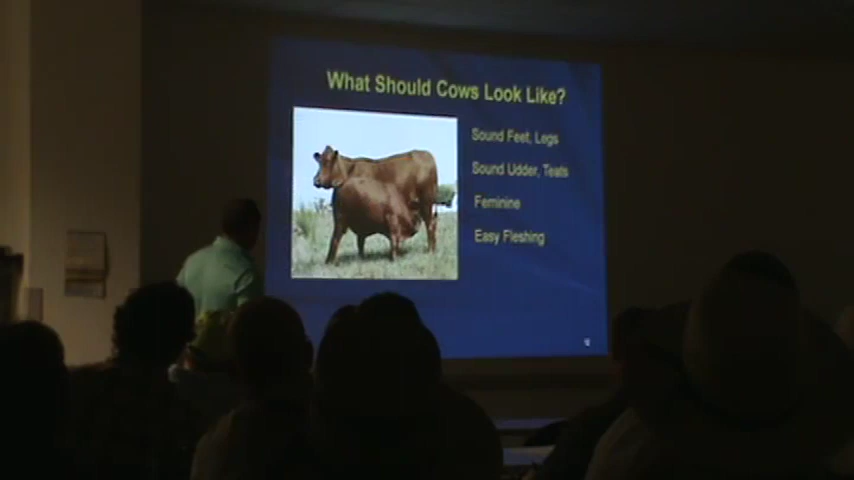 What Should Cows Look Like?
Sound Feet, Legs
Sound Udder, Teats
Feminine
Easy Fleshing